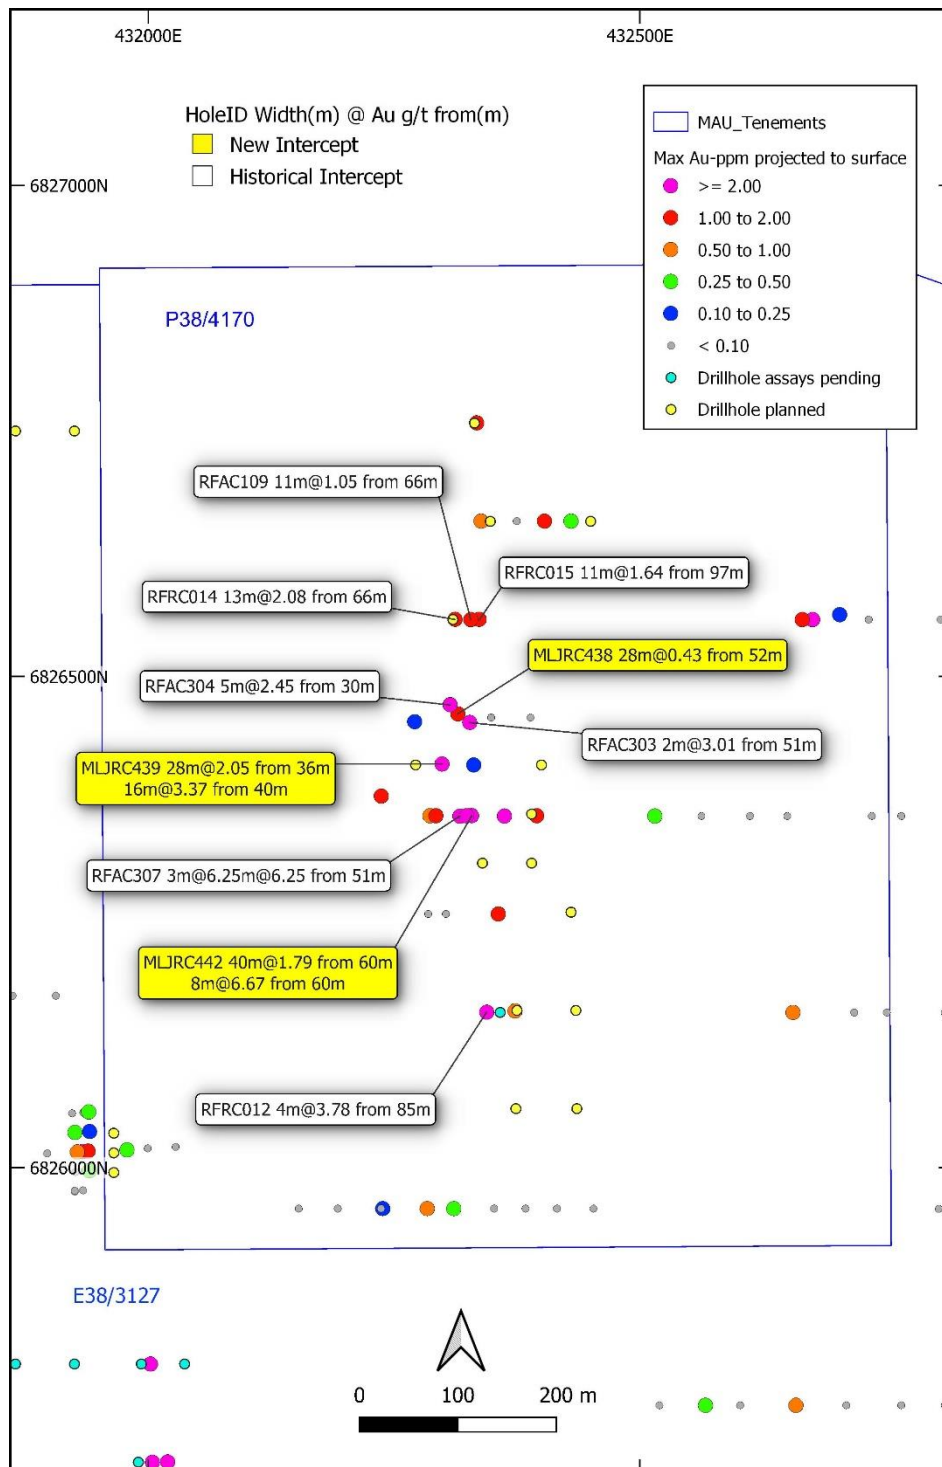 432000E
432500E
HoleID Width(m) @ Au g/t from(m)
New Intercept
Historical Intercept
MAU_Tenements
Max Au-ppm projected to surface
>= 2.00
1.00 to 2.00
0.50 to 1.00
0.25 to 0.50
0.10 to 0.25
< 0.10
Drillhole assays pending
Drillhole planned
6827000N
P38/4170
RFAC109 11m@1.05 from 66m
RFRC015 11m@1.64 from 97m
RFRC014 13m@2.08 from 66m
MLJRC438 28m@0.43 from 52m
6826500N
RFAC304 5m@2.45 from 30m
RFAC303 2m@3.01 from 51m
MLJRC439 28m@2.05 from 36m
16m@3.37 from 40m
RFAC307 3m@6.25m@6.25 from 51m
MLJRC442 40m@1.79 from 60m
8m@6.67 from 60m
RFRC012 4m@3.78 from 85m
6826000N
E38/3127
0 100 200 m